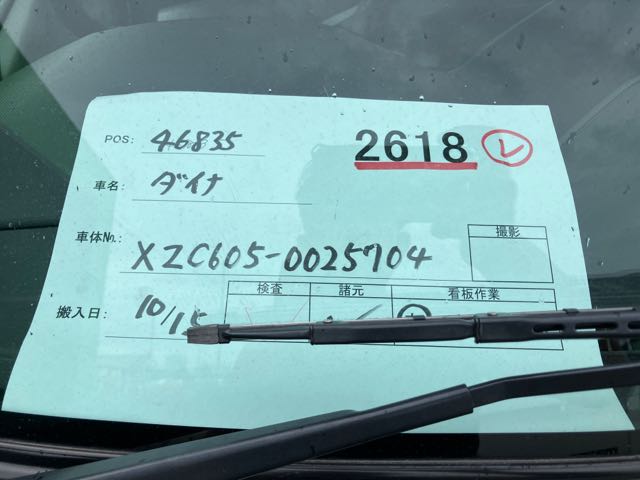 POS: 46835 2618 レ
車名: ダイナ
車体No.: XZC605-0025704 撮影
搬入日: 10/15 検査 諸元 看板作業